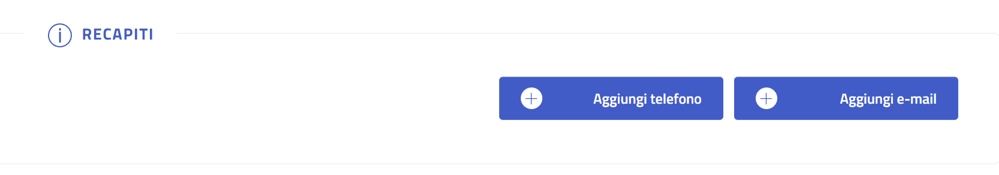 RECAPITI
Aggiungi telefono
Aggiungi e-mail